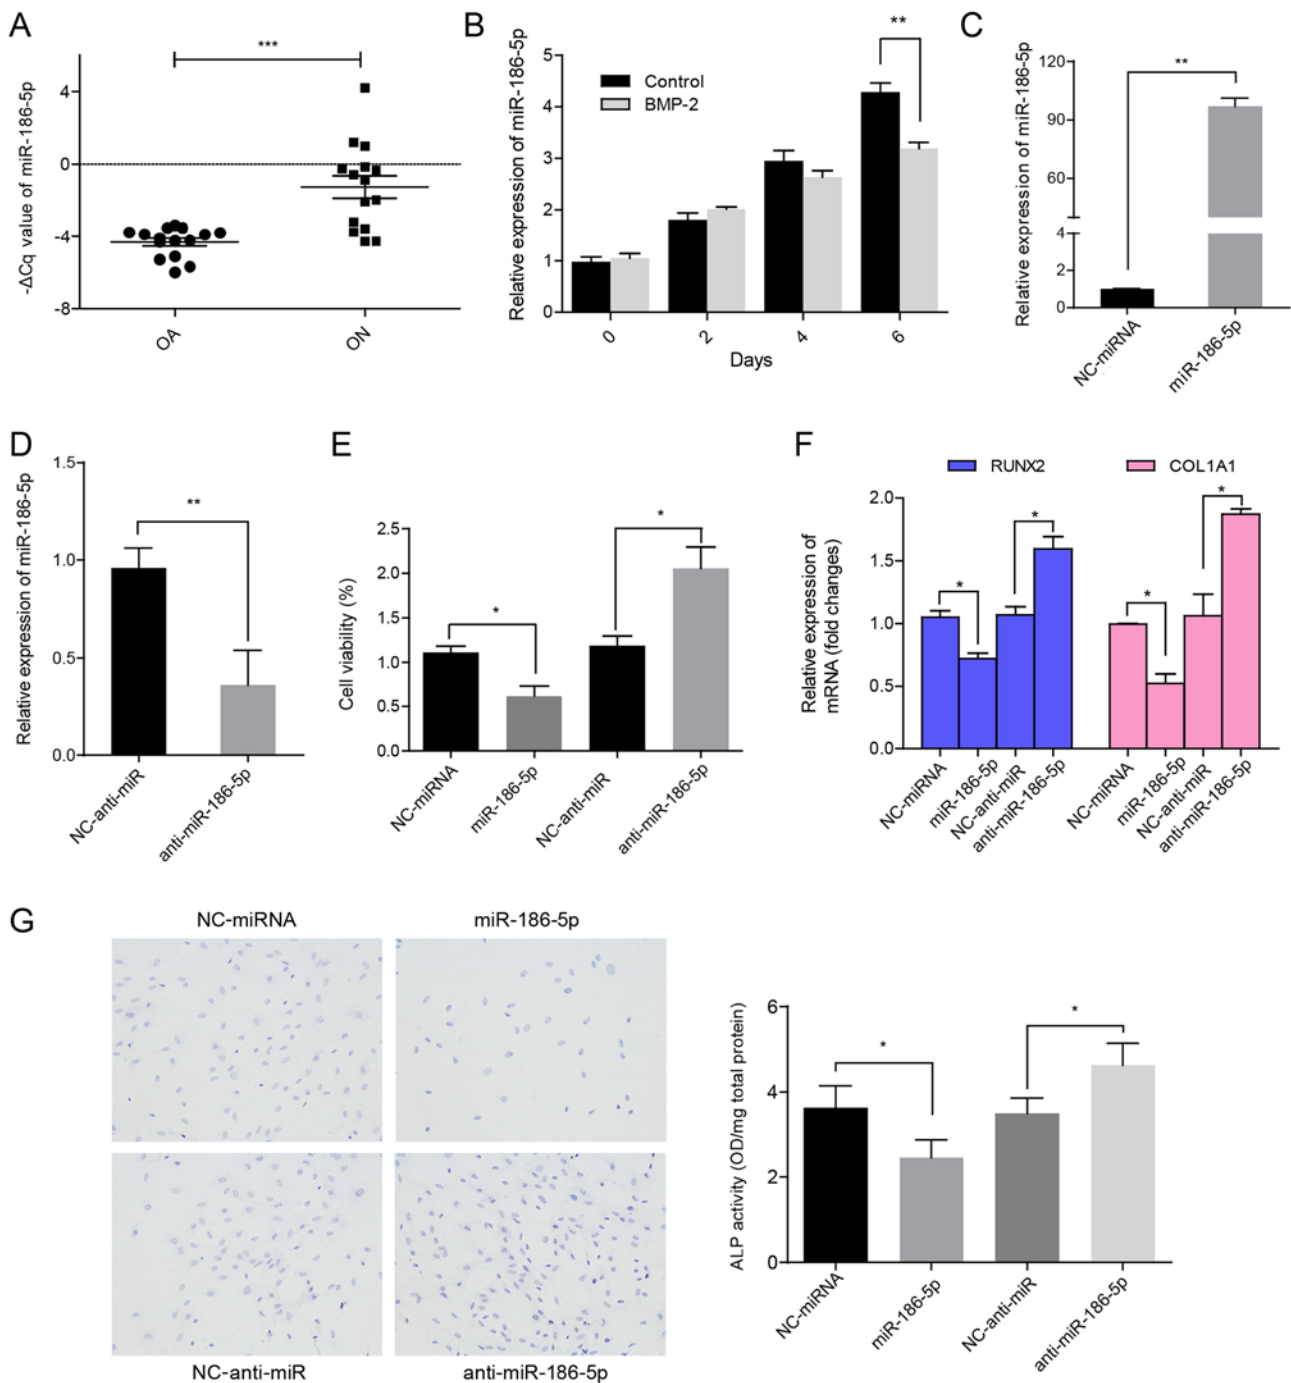 A
-ΔCq value of miR-186-5p
4
0
-4
-8
***
OA
ON
B
Relative expression of miR-186-5p
5
4
3
2
1
0
Control
BMP-2
**
0
2
4
6
Days
C
Relative expression of miR-186-5p
120
90
60
4
2
0
**
NC-miRNA
miR-186-5p
D
Relative expression of miR-186-5p
1.5
1.0
0.5
0.0
**
NC-anti-miR
anti-miR-186-5p
E
Cell viability (%)
2.5
2.0
1.5
1.0
0.5
0.0
*
*
NC-miRNA
miR-186-5p
NC-anti-miR
anti-miR-186-5p
F
RUNX2
COL1A1
Relative expression of
mRNA (fold changes)
2.0
1.5
1.0
0.5
0.0
*
*
*
*
NC-miRNA
miR-186-5p
NC-anti-miR
anti-miR-186-5p
NC-miRNA
miR-186-5p
NC-anti-miR
anti-miR-186-5p
G
NC-miRNA
miR-186-5p
NC-anti-miR
anti-miR-186-5p
ALP activity (OD/mg total protein)
6
4
2
0
*
*
NC-miRNA
miR-186-5p
NC-anti-miR
anti-miR-186-5p